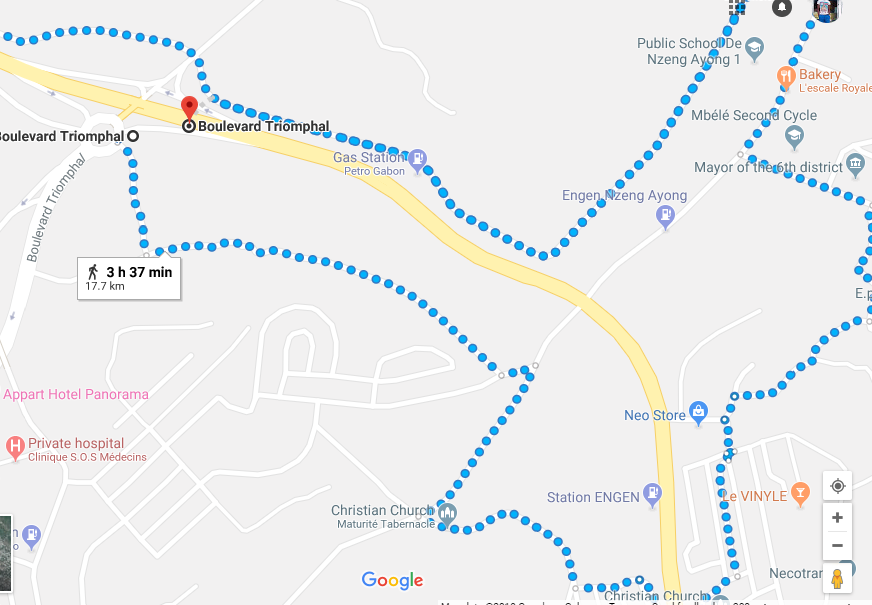 Public School De
Nzeng Ayong 1
Bakery
L'escale Royale
Mbélé Second Cycle
Boulevard Triomphal
Boulevard Triomphal
Gas Station
Petro Gabon
Mayor of the 6th district
Engen Nzeng Ayong
Boulevard Triomphal
3 h 37 min
17.7 km
Appart Hotel Panorama
Neo Store
Private hospital
Clinique S.O.S Médecins
Station ENGEN
Le VINYLE
Christian Church
Maturité Tabernacle
Google
Christian Church